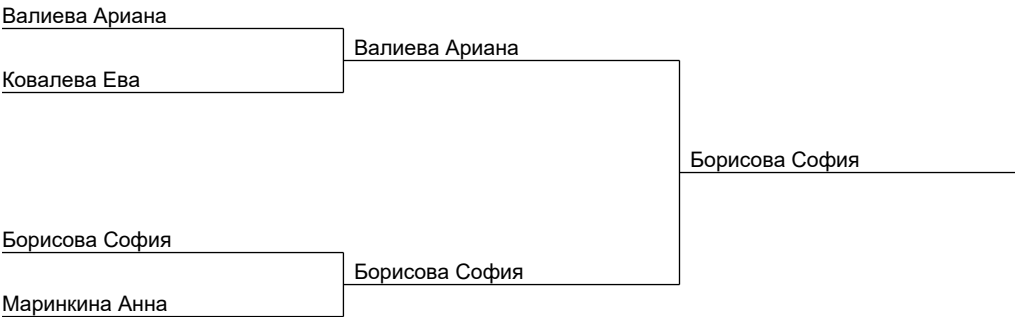 Валиева Ариана
Валиева Ариана
Ковалева Ева
Борисова София
Борисова София
Борисова София
Маринкина Анна